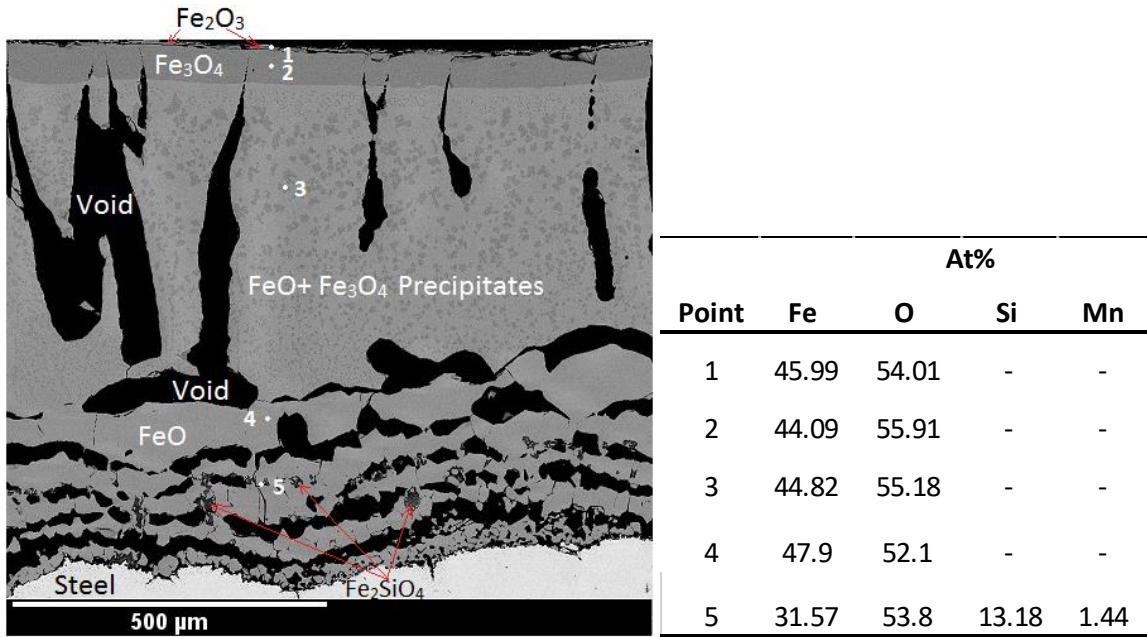 Fe₂O₃
1
Fe₃O₄
2
3
Void
FeO+ Fe₃O₄ Precipitates
Void
4
FeO
5
Steel
Fe₂SiO₄
500 µm
At%
Point Fe O Si Mn
1 45.99 54.01 - -
2 44.09 55.91 - -
3 44.82 55.18 - -
4 47.9 52.1 - -
5 31.57 53.8 13.18 1.44